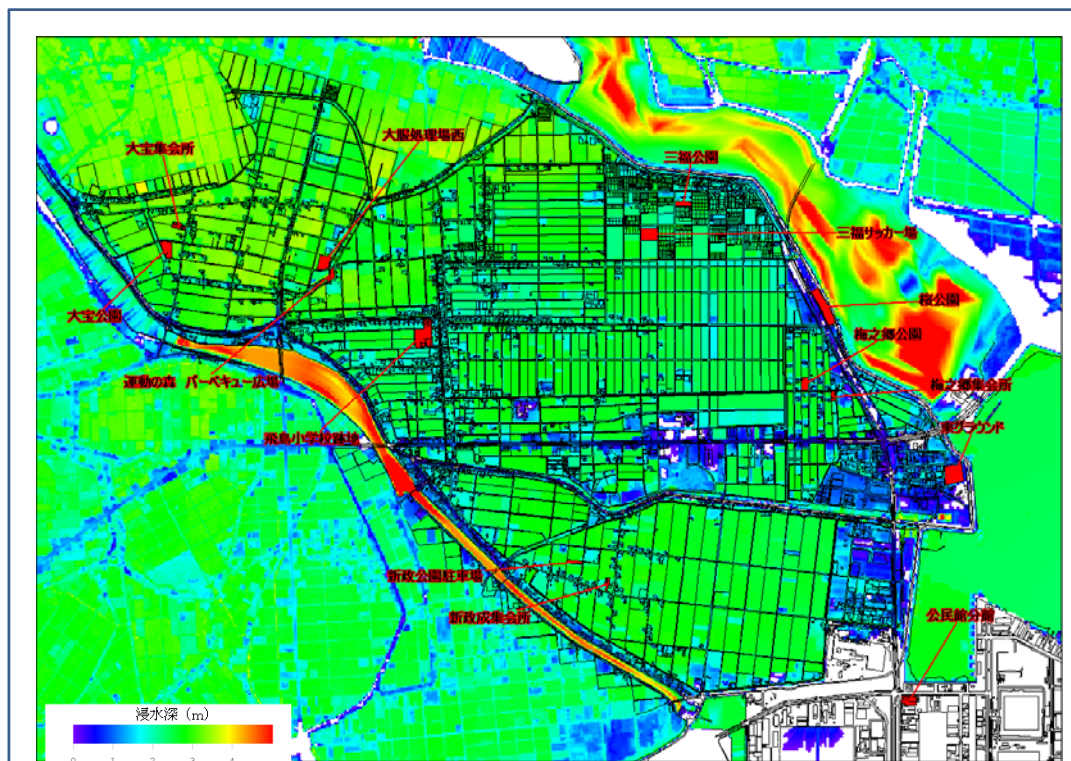 大服処理場西
大宝集会所
三福公園
三福サッカー場
桜公園
大宝公園
梅之郷公園
運動の森 バーベキュー広場
梅之郷集会所
飛島小学校跡地
東グラウンド
新政公園駐車場
新政成集会所
公民館分館
浸水深（m）
0 1 2 3 4